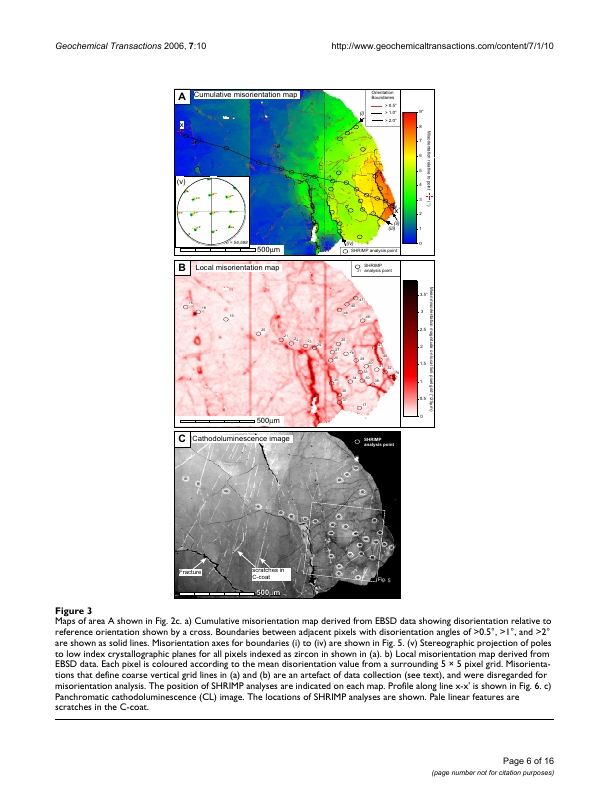 Geochemical Transactions 2006, 7:10
http://www.geochemicaltransactions.com/content/7/1/10
A
Cumulative misorientation map
Orientation
Boundaries
> 0.5°
> 1.0°
> 2.0°
(v)
500µm
SHRIMP analysis point
B
Local misorientation map
SHRIMP
analysis point
500µm
C
Cathodoluminescence image
SHRIMP
analysis point
Fracture
scratches in
C-coat
Fig. 5
Figure 3
Maps of area A shown in Fig. 2c. a) Cumulative misorientation map derived from EBSD data showing disorientation relative to
reference orientation shown by a cross. Boundaries between adjacent pixels with disorientation angles of >0.5°, >1°, and >2°
are shown as solid lines. Misorientation axes for boundaries (i) to (iv) are shown in Fig. 5. (v) Stereographic projection of poles
to low index crystallographic planes for all pixels indexed as zircon in shown in (a). b) Local misorientation map derived from
EBSD data. Each pixel is coloured according to the mean disorientation value from a surrounding 5 × 5 pixel grid. Misorienta-
tions that define coarse vertical grid lines in (a) and (b) are an artefact of data collection (see text), and were disregarded for
misorientation analysis. The position of SHRIMP analyses are indicated on each map. Profile along line x-x' is shown in Fig. 6. c)
Panchromatic cathodoluminescence (CL) image. The locations of SHRIMP analyses are shown. Pale linear features are
scratches in the C-coat.
Page 6 of 16
(page number not for citation purposes)